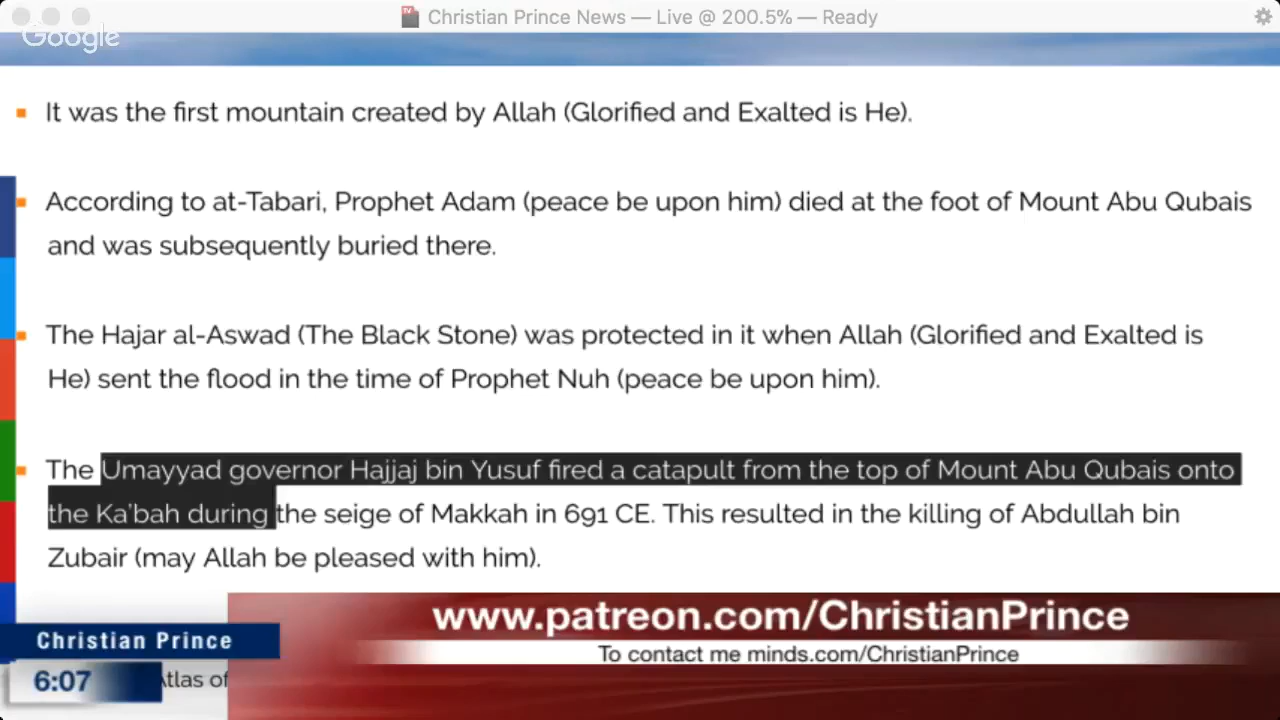 Christian Prince News — Live @ 200.5% — Ready
Google
It was the first mountain created by Allah (Glorified and Exalted is He).
According to at-Tabari, Prophet Adam (peace be upon him) died at the foot of Mount Abu Qubais
and was subsequently buried there.
The Hajar al-Aswad (The Black Stone) was protected in it when Allah (Glorified and Exalted is
He) sent the flood in the time of Prophet Nuh (peace be upon him).
The Umayyad governor Hajjaj bin Yusuf fired a catapult from the top of Mount Abu Qubais onto
the Ka'bah during the seige of Makkah in 691 CE. This resulted in the killing of Abdullah bin
Zubair (may Allah be pleased with him).
www.patreon.com/ChristianPrince
To contact me minds.com/ChristianPrince
Christian Prince
6:07
Atlas of